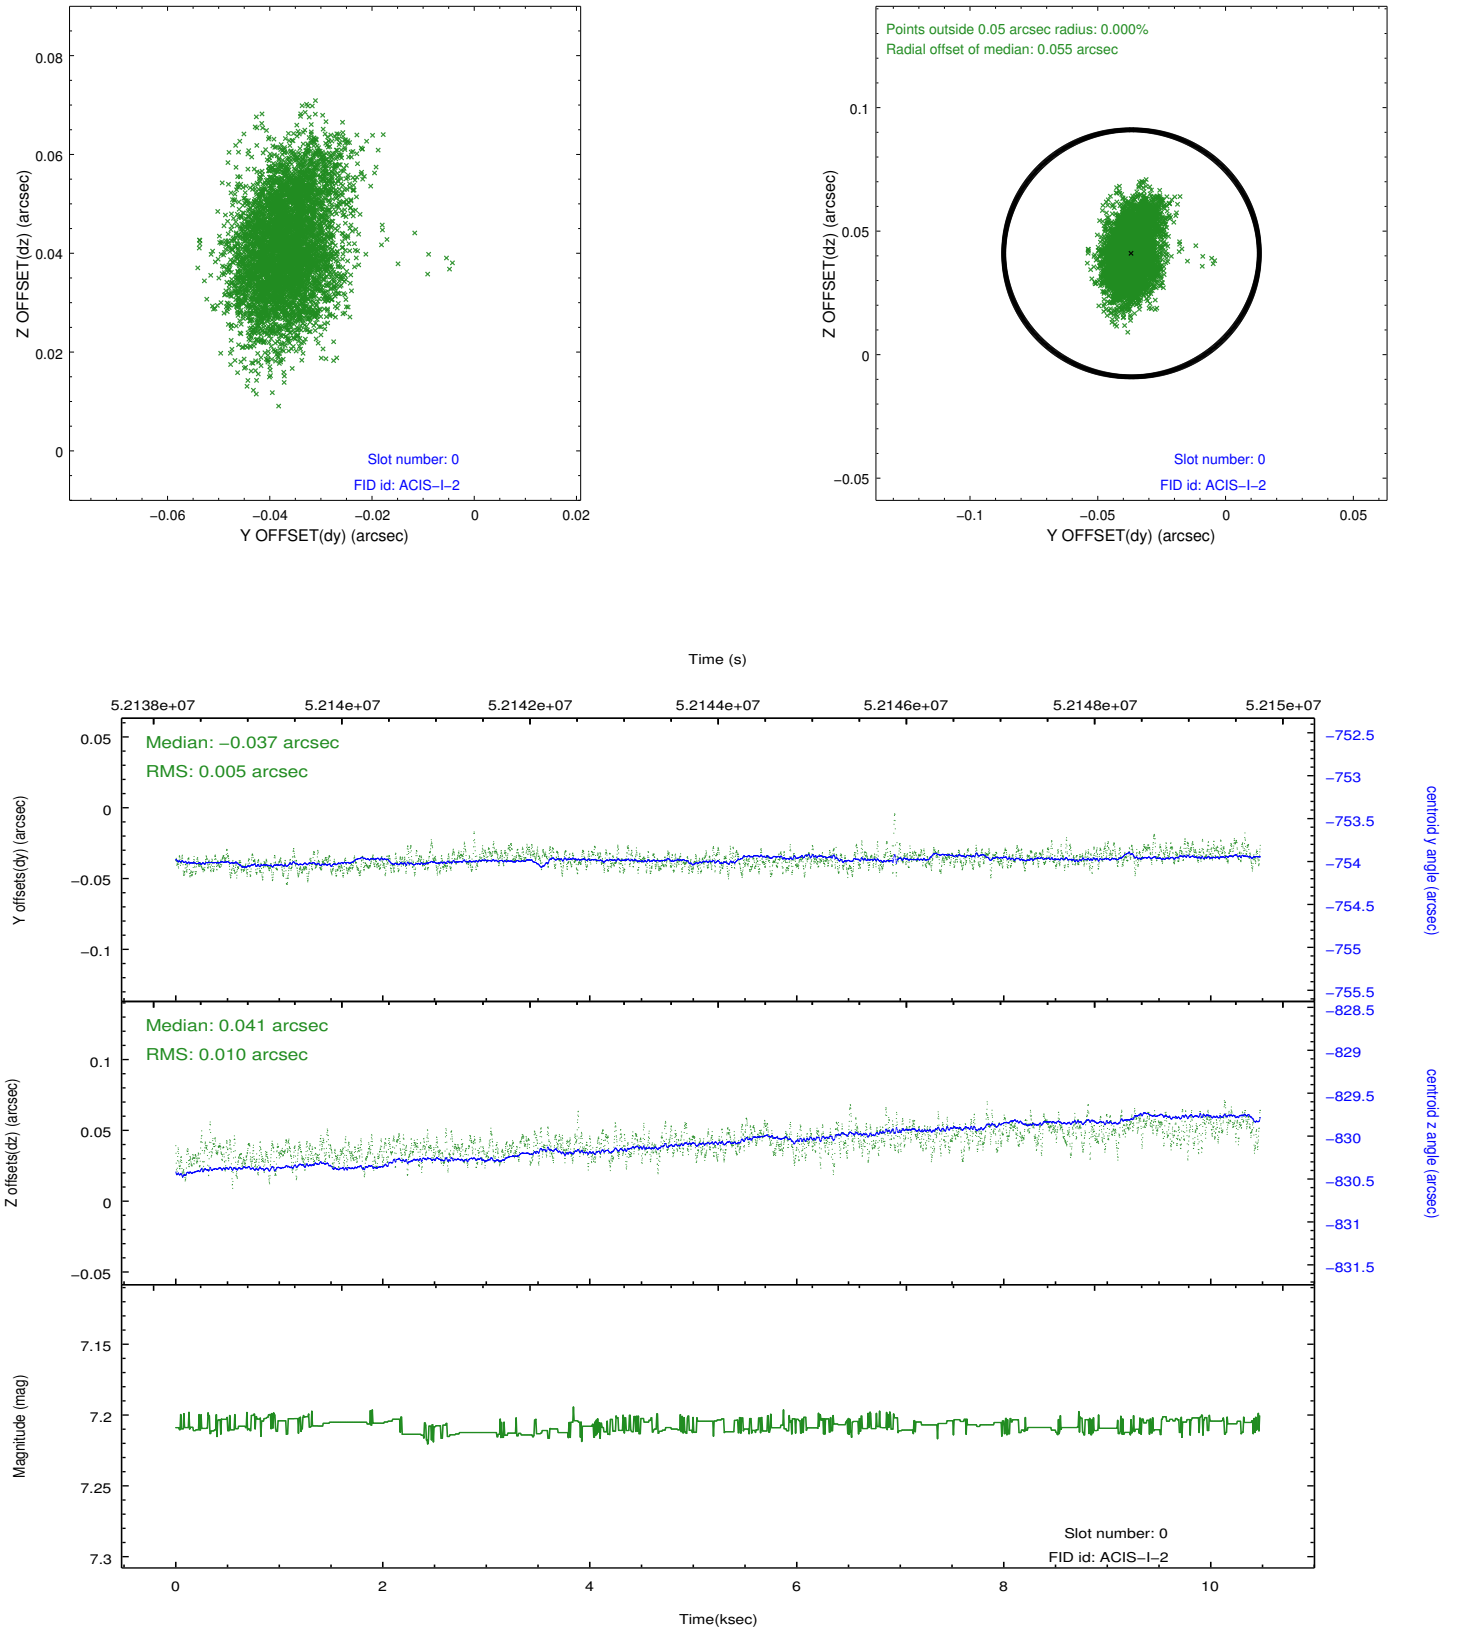 0.08
0.06
0.04
0.02
0
Z OFFSET(dz) (arcsec)
Slot number: 0
FID id: ACIS−I−2
−0.06 −0.04 −0.02 0 0.02
Y OFFSET(dy) (arcsec)
Points outside 0.05 arcsec radius: 0.000%
Radial offset of median: 0.055 arcsec
0.1
0.05
0
−0.05
Z OFFSET(dz) (arcsec)
Slot number: 0
FID id: ACIS−I−2
−0.1 −0.05 0 0.05
Y OFFSET(dy) (arcsec)
Time (s)
5.2138e+07 5.214e+07 5.2142e+07 5.2144e+07 5.2146e+07 5.2148e+07 5.215e+07
Median: −0.037 arcsec
RMS: 0.005 arcsec
0.05
0
−0.05
−0.1
Y offsets(dy) (arcsec)
−752.5
−753
−753.5
−754
−754.5
−755
−755.5
centroid y angle (arcsec)
Median: 0.041 arcsec
RMS: 0.010 arcsec
0.1
0.05
0
−0.05
Z offsets(dz) (arcsec)
−828.5
−829
−829.5
−830
−830.5
−831
−831.5
centroid z angle (arcsec)
7.15
7.2
7.25
7.3
Magnitude (mag)
Slot number: 0
FID id: ACIS−I−2
0 2 4 6 8 10
Time(ksec)